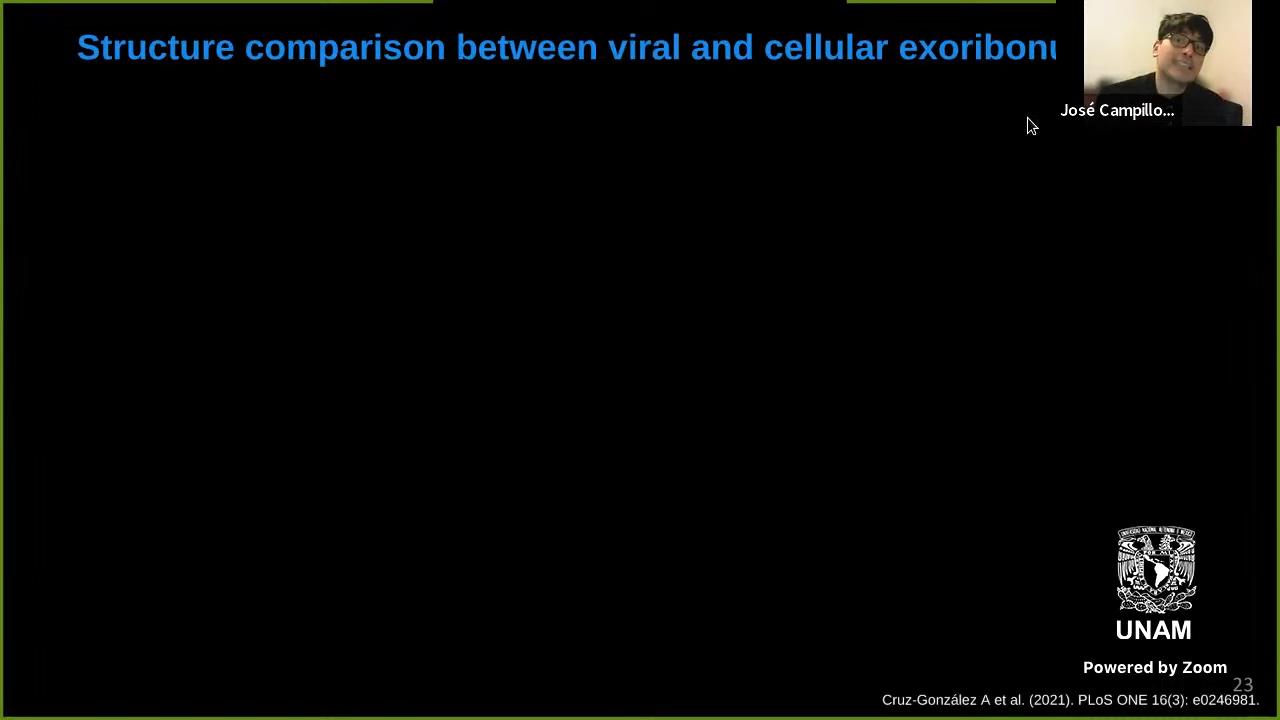 Structure comparison between viral and cellular exoribonu
José Campillo...
UNAM
Powered by Zoom
23
Cruz-González A et al. (2021). PLoS ONE 16(3): e0246981.